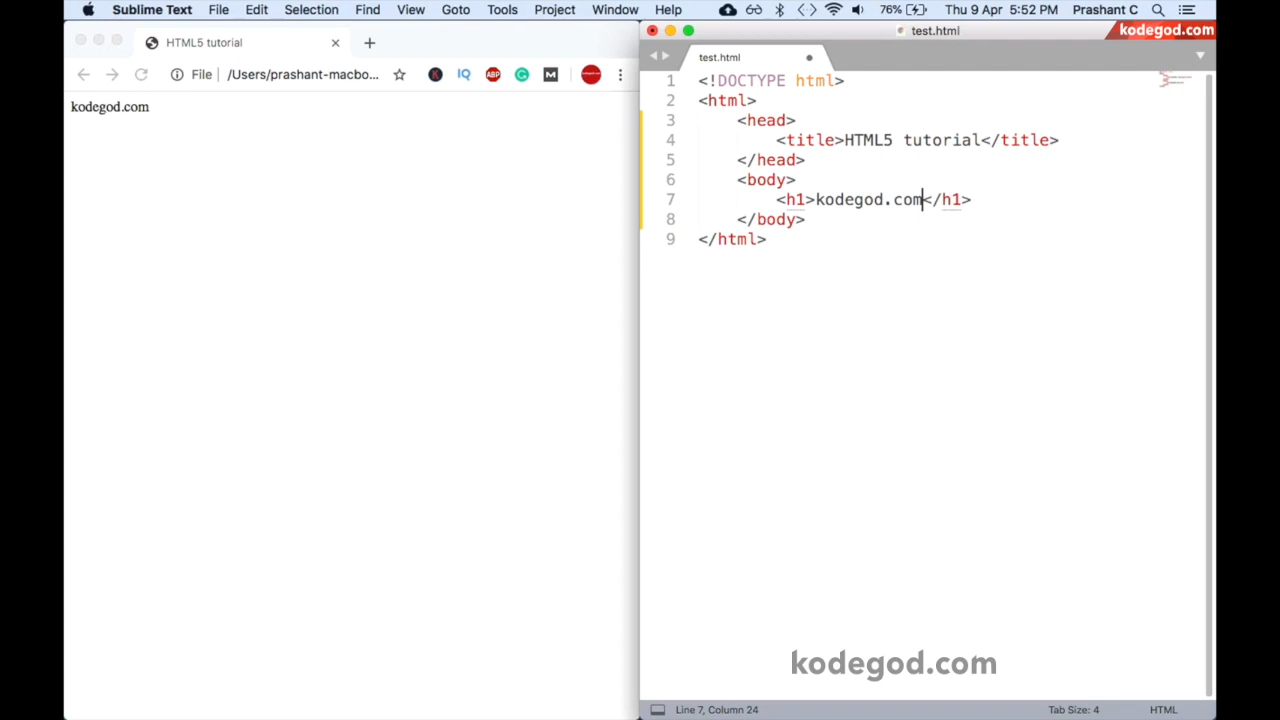 Sublime Text File Edit Selection Find View Goto Tools Project Window Help 76% Thu 9 Apr 5:52 PM Prashant C
HTML5 tutorial
File /Users/prashant-macbo...
IQ ABP
kodegod.com
test.html
kodegod.com
test.html
1 <!DOCTYPE html>
2 <html>
3 <head>
4 <title>HTML5 tutorial</title>
5 </head>
6 <body>
7 <h1>kodegod.com</h1>
8 </body>
9 </html>
kodegod.com
Line 7, Column 24 Tab Size: 4 HTML